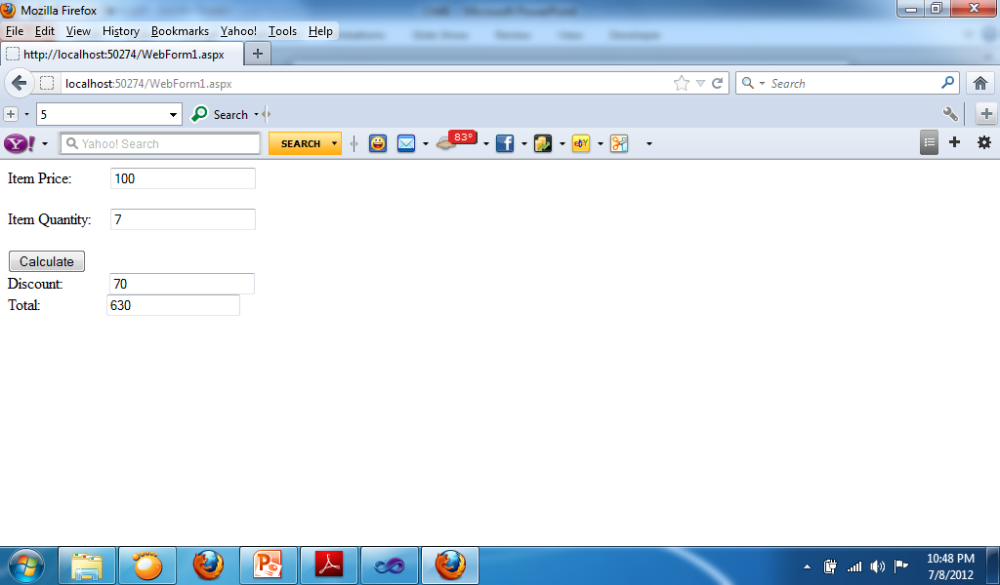 Mozilla Firefox
File Edit View History Bookmarks Yahoo! Tools Help
http://localhost:50274/WebForm1.aspx
localhost:50274/WebForm1.aspx Search
5 Search
Y! Yahoo! Search SEARCH 83° f eBY
Item Price: 100
Item Quantity: 7
Calculate
Discount: 70
Total: 630
10:48 PM
7/8/2012